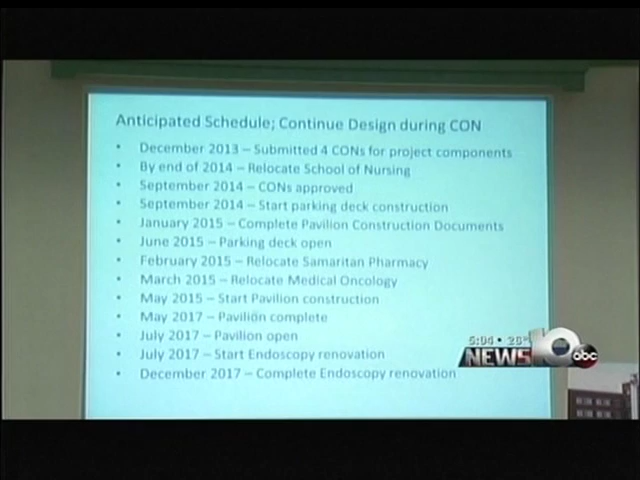 Anticipated Schedule; Continue Design during CON
• December 2013 – Submitted 4 CONs for project components
• By end of 2014 – Relocate School of Nursing
• September 2014 – CONs approved
• September 2014 – Start parking deck construction
• January 2015 – Complete Pavilion Construction Documents
• June 2015 – Parking deck open
• February 2015 – Relocate Samaritan Pharmacy
• March 2015 – Relocate Medical Oncology
• May 2015 – Start Pavilion construction
• May 2017 – Pavilion complete
• July 2017 – Pavilion open
• July 2017 – Start Endoscopy renovation
• December 2017 – Complete Endoscopy renovation
NEWS 10 abc